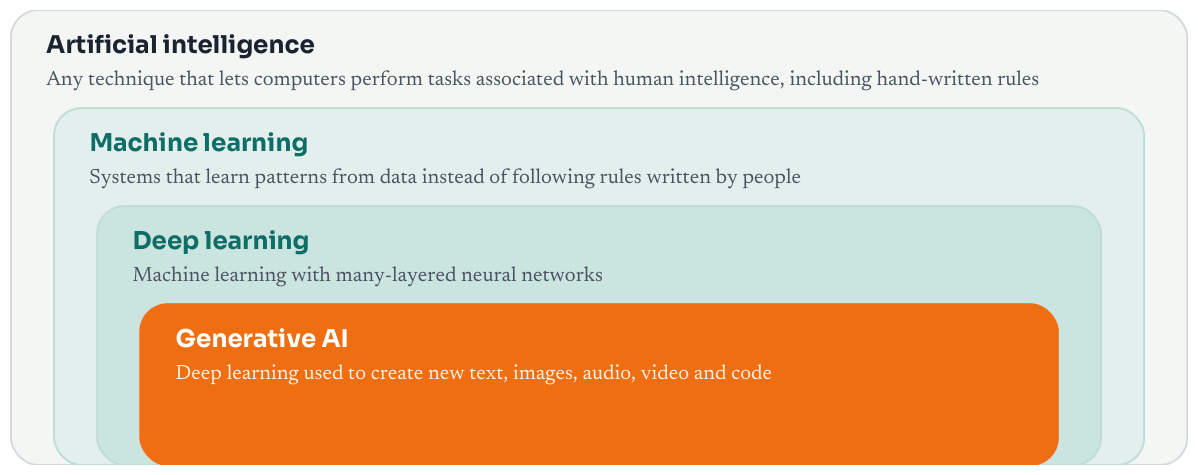 Artificial intelligence
Any technique that lets computers perform tasks associated with human intelligence, including hand-written rules
Machine learning
Systems that learn patterns from data instead of following rules written by people
Deep learning
Machine learning with many-layered neural networks
Generative AI
Deep learning used to create new text, images, audio, video and code